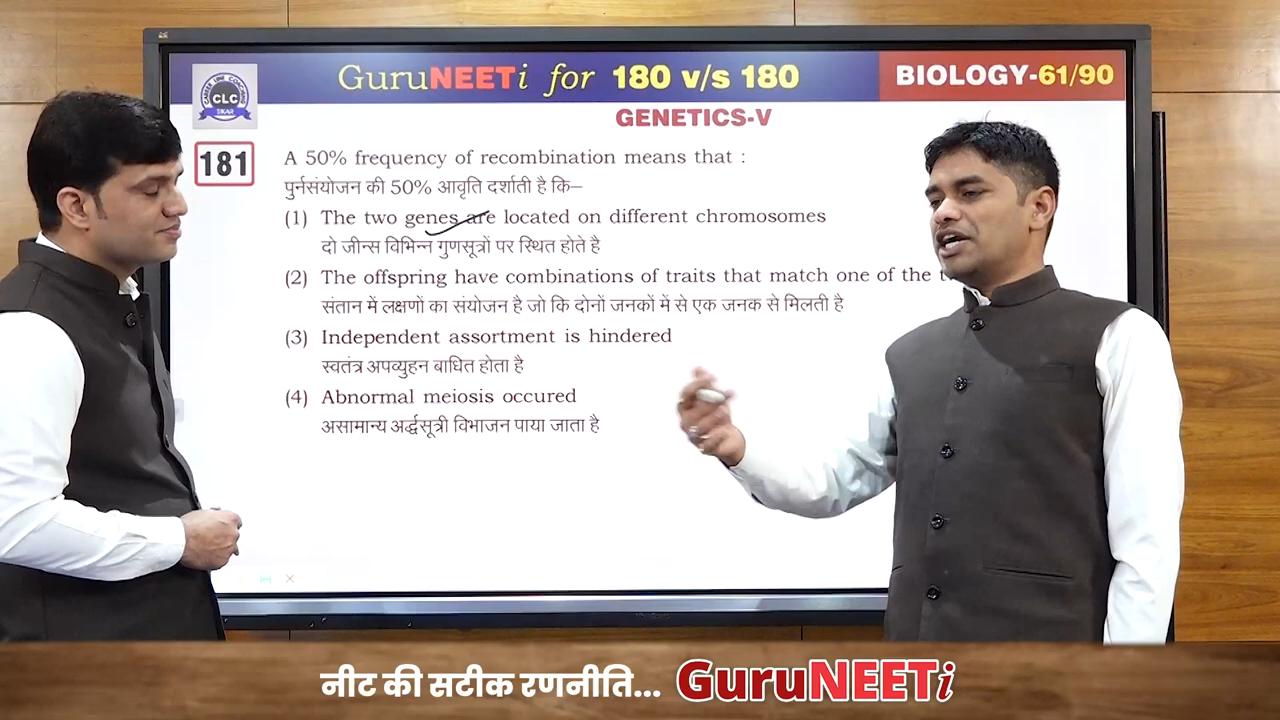 GuruNEETi for 180 v/s 180
BIOLOGY-61/90
CLC
SIKAR
GENETICS-V
181
A 50% frequency of recombination means that :
पुर्नसंयोजन की 50% आवृति दर्शाती है कि–
(1) The two genes are located on different chromosomes
दो जीन्स विभिन्न गुणसूत्रों पर स्थित होते है
(2) The offspring have combinations of traits that match one of the
संतान में लक्षणों का संयोजन है जो कि दोनों जनकों में से एक जनक से मिलती है
(3) Independent assortment is hindered
स्वतंत्र अपव्युहन बाधित होता है
(4) Abnormal meiosis occured
असामान्य अर्द्धसूत्री विभाजन पाया जाता है
नीट की सटीक रणनीति... GuruNEETi